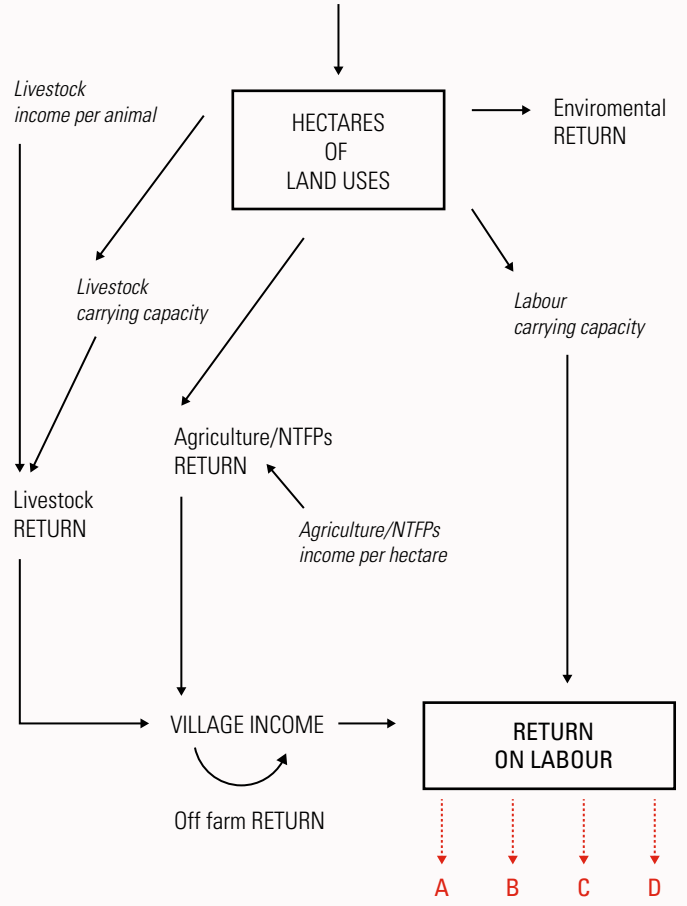 Livestock
income per animal
HECTARES
OF
LAND USES
Enviromental
RETURN
Livestock
carrying capacity
Labour
carrying capacity
Agriculture/NTFPs
RETURN
Livestock
RETURN
Agriculture/NTFPs
income per hectare
VILLAGE INCOME
RETURN
ON LABOUR
Off farm RETURN
A B C D